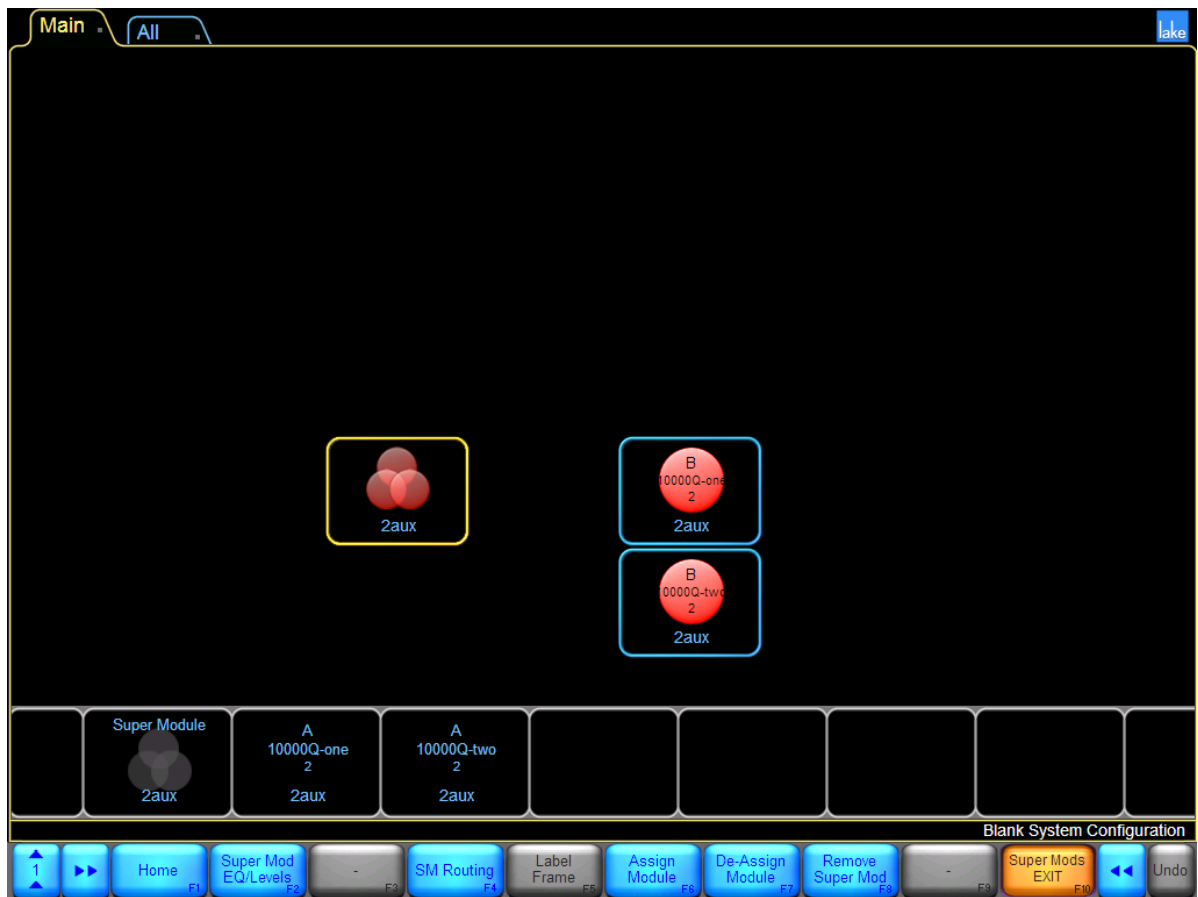 Main
All
lake
2aux
B
10000Q-one
2
2aux
B
10000Q-two
2
2aux
Super Module
2aux
A
10000Q-one
2
2aux
A
10000Q-two
2
2aux
Blank System Configuration
1
Home
F1
Super Mod
EQ/Levels
F2
-
F3
SM Routing
F4
Label
Frame
F5
Assign
Module
F6
De-Assign
Module
F7
Remove
Super Mod
F8
-
F9
Super Mods
EXIT
F10
Undo